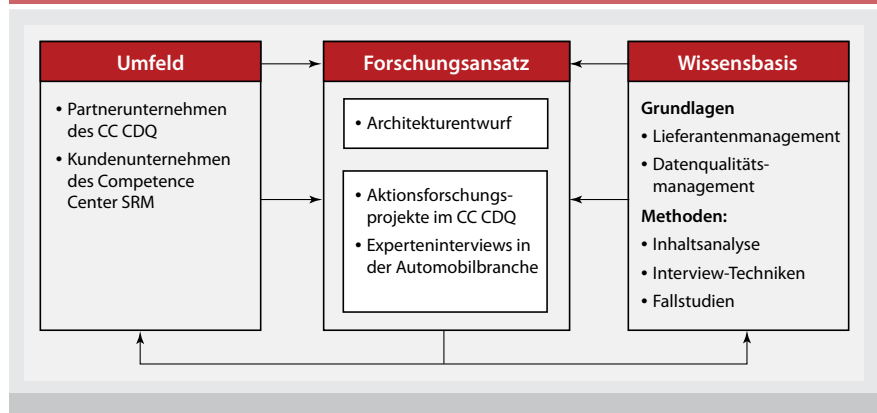 Umfeld
• Partnerunternehmen
des CC CDQ
• Kundenunternehmen
des Competence
Center SRM
Forschungsansatz
• Architekturentwurf
• Aktionsforschungs-
projekte im CC CDQ
• Experteninterviews in
der Automobilbranche
Wissensbasis
Grundlagen
• Lieferantenmanagement
• Datenqualitäts-
management
Methoden:
• Inhaltsanalyse
• Interview-Techniken
• Fallstudien